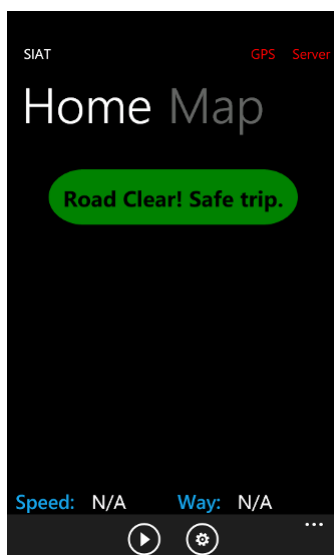 SIAT GPS Server
Home Map
Road Clear! Safe trip.
Speed: N/A Way: N/A